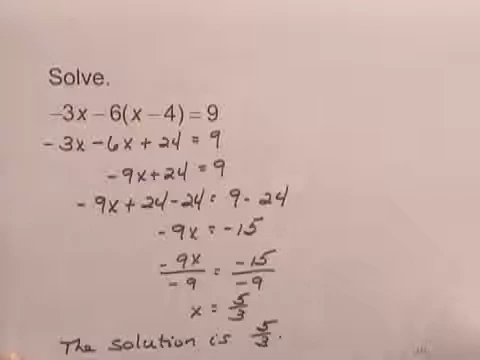 Solve.
-3x - 6(x - 4) = 9
-3x - 6x + 24 = 9
-9x + 24 = 9
-9x + 24 - 24 = 9 - 24
-9x = -15
-9x/-9 = -15/-9
x = 5/3
The solution is 5/3.